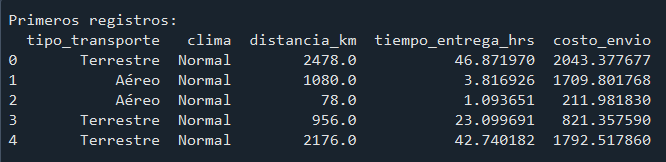 Primeros registros:
tipo_transporte clima distancia_km tiempo_entrega_hrs costo_envio
0 Terrestre Normal 2478.0 46.871970 2043.377677
1 Aéreo Normal 1080.0 3.816926 1709.801768
2 Aéreo Normal 78.0 1.093651 211.981830
3 Terrestre Normal 956.0 23.099691 821.357590
4 Terrestre Normal 2176.0 42.740182 1792.517860